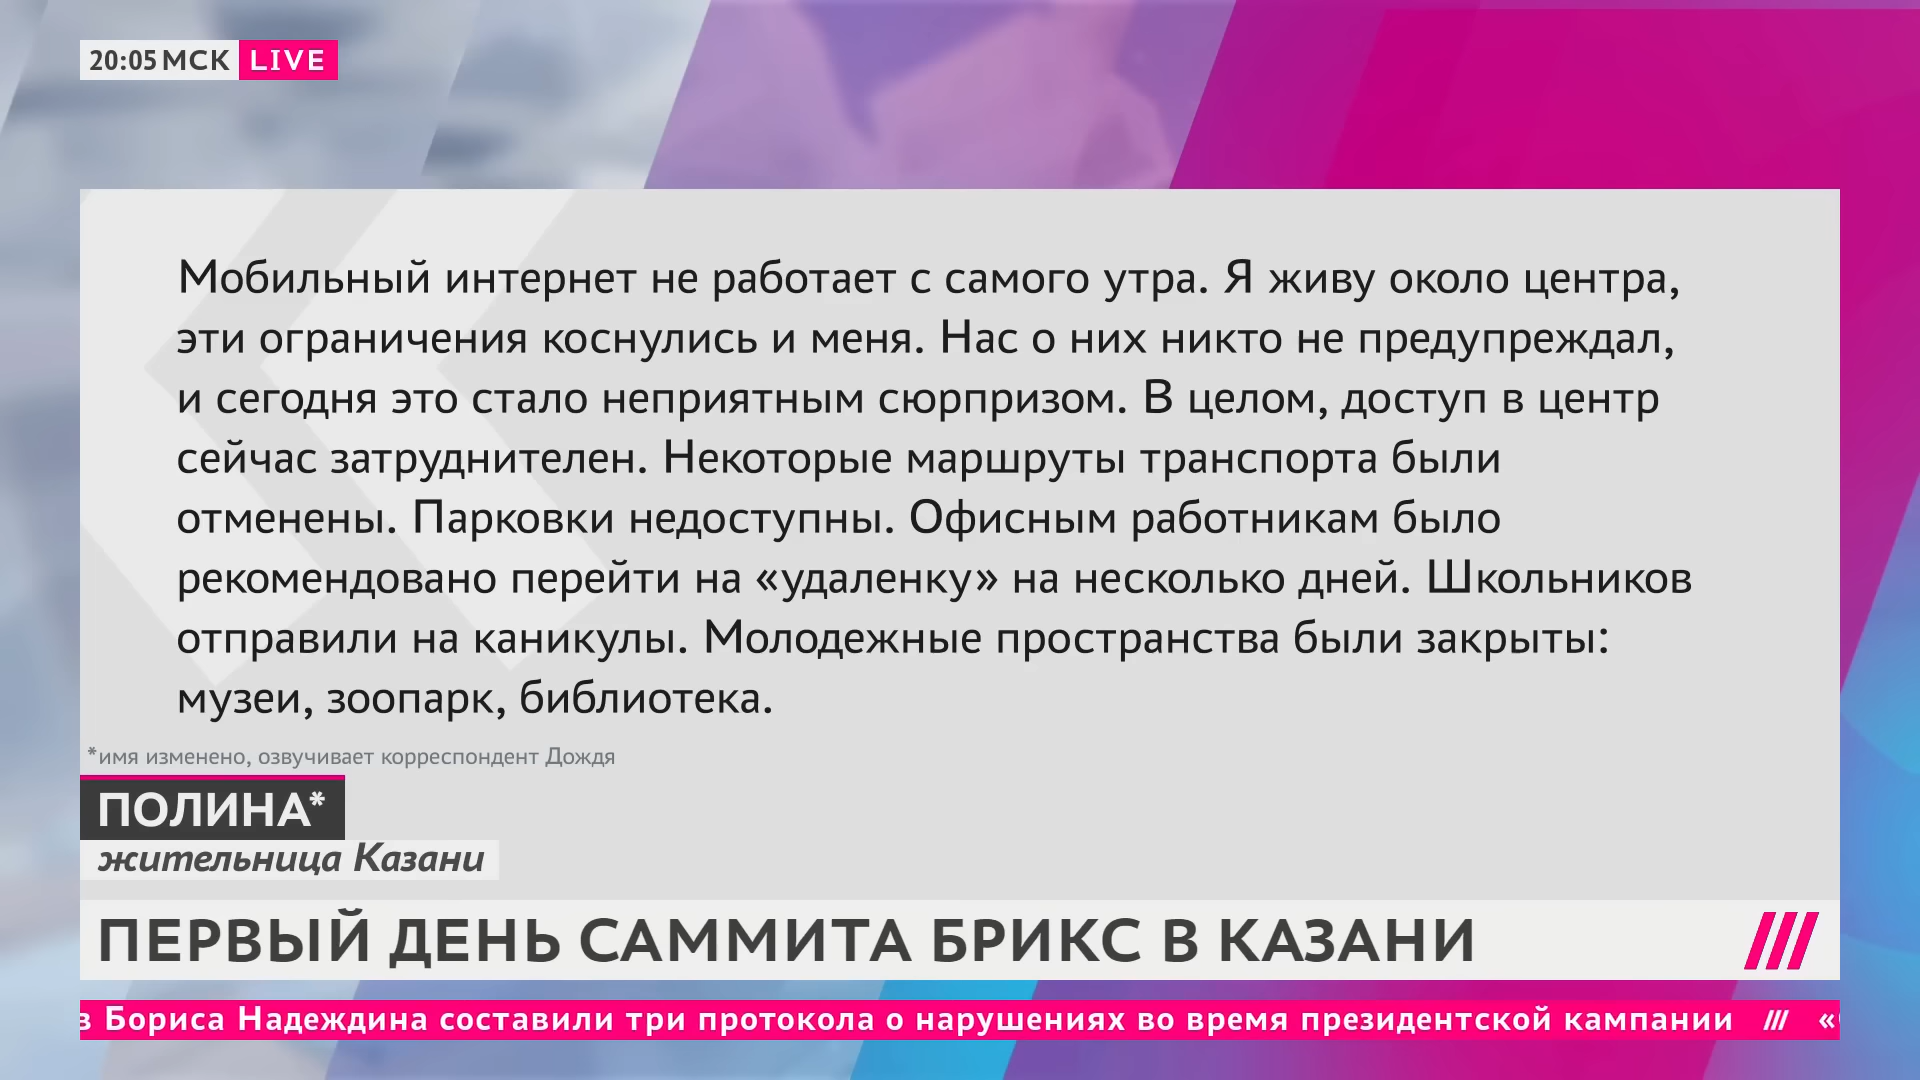 20:05 МСК LIVE
Мобильный интернет не работает с самого утра. Я живу около центра,
эти ограничения коснулись и меня. Нас о них никто не предупреждал,
и сегодня это стало неприятным сюрпризом. В целом, доступ в центр
сейчас затруднителен. Некоторые маршруты транспорта были
отменены. Парковки недоступны. Офисным работникам было
рекомендовано перейти на «удаленку» на несколько дней. Школьников
отправили на каникулы. Молодежные пространства были закрыты:
музеи, зоопарк, библиотека.
*имя изменено, озвучивает корреспондент Дождя
ПОЛИНА*
жительница Казани
ПЕРВЫЙ ДЕНЬ САММИТА БРИКС В КАЗАНИ
в Бориса Надеждина составили три протокола о нарушениях во время президентской кампании /// «